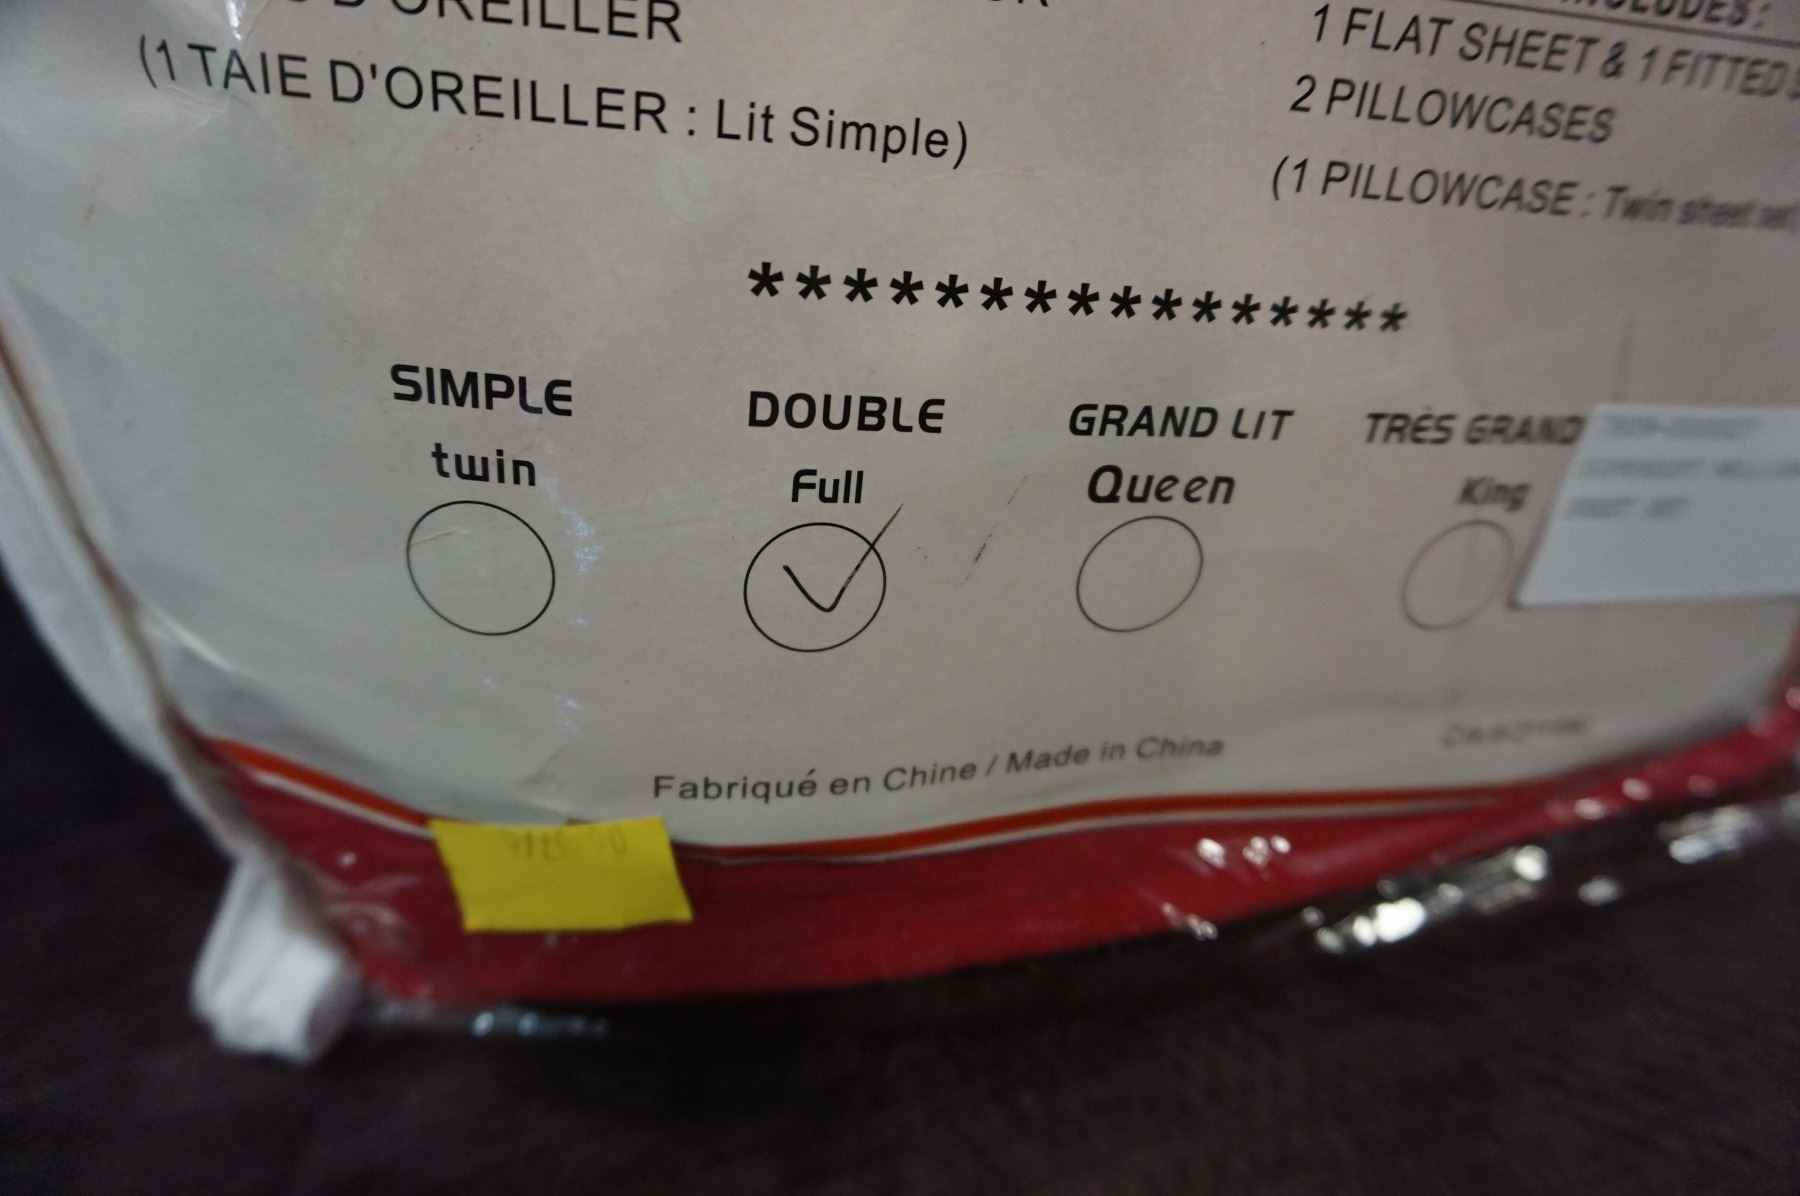 D'OREILLER
(1 TAIE D'OREILLER : Lit Simple)
INCLUDES:
1 FLAT SHEET & 1 FITTED
2 PILLOWCASES
(1 PILLOWCASE : Twin sheet set)
****************
SIMPLE
twin
DOUBLE
Full
GRAND LIT
Queen
TRÈS GRAND
King
Fabriqué en Chine / Made in China